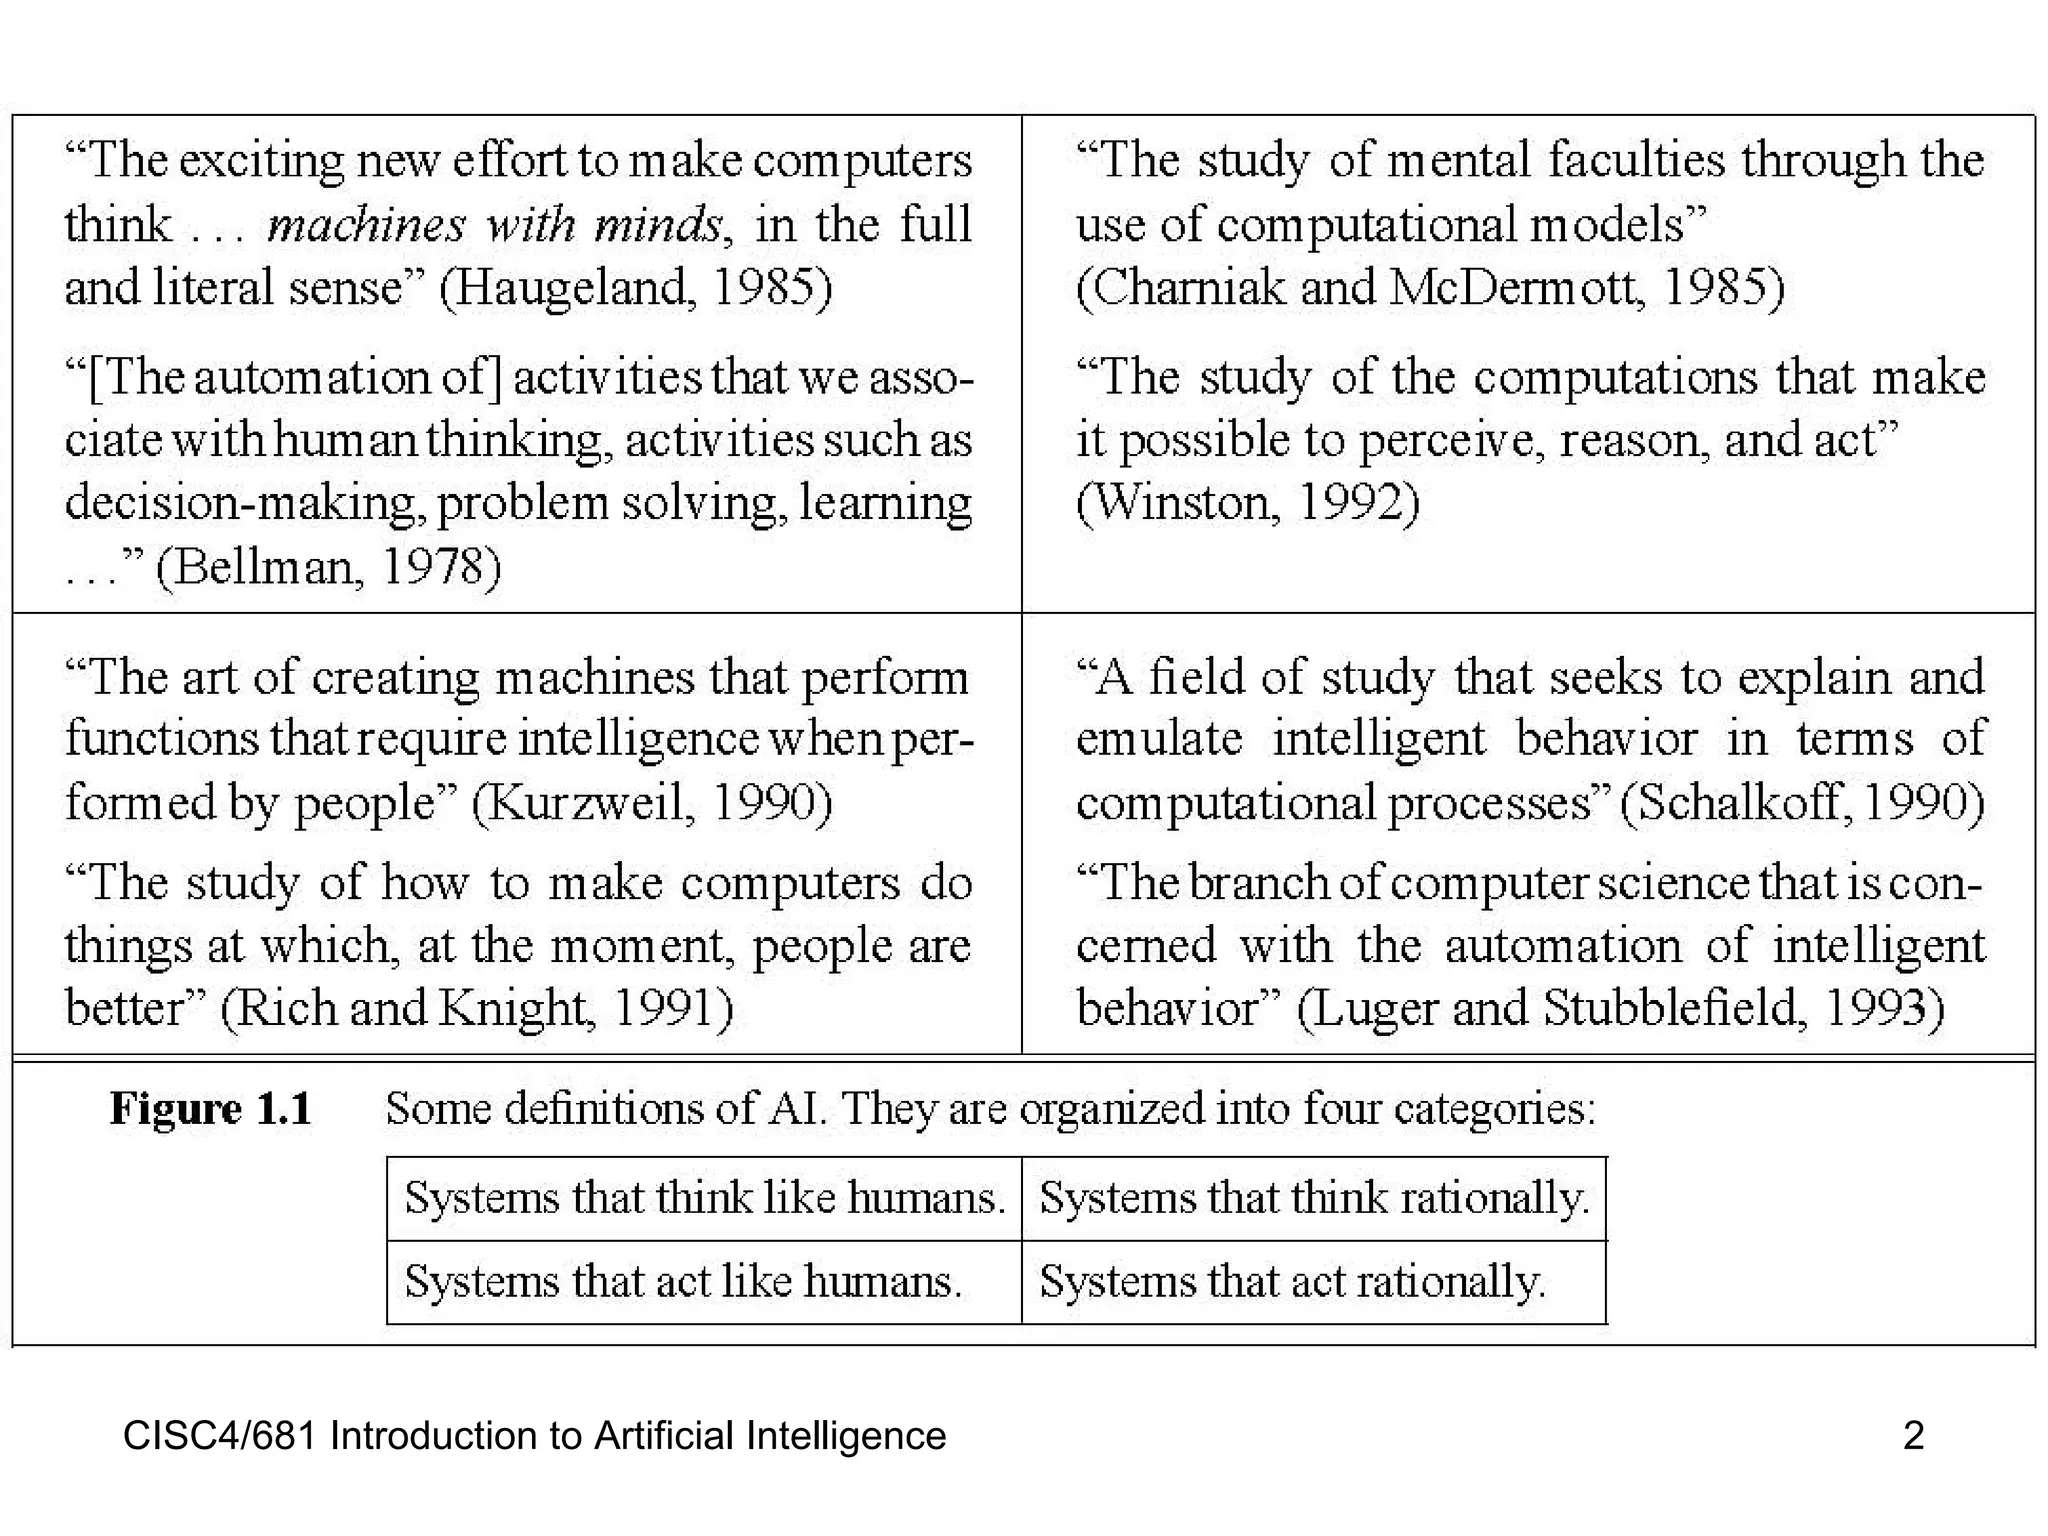 “The exciting new effort to make computers
think . . . machines with minds, in the full
and literal sense” (Haugeland, 1985)
“[The automation of] activities that we asso-
ciate with human thinking, activities such as
decision-making, problem solving, learning
. . .” (Bellman, 1978)
“The study of mental faculties through the
use of computational models”
(Charniak and McDermott, 1985)
“The study of the computations that make
it possible to perceive, reason, and act”
(Winston, 1992)
“The art of creating machines that perform
functions that require intelligence when per-
formed by people” (Kurzweil, 1990)
“The study of how to make computers do
things at which, at the moment, people are
better” (Rich and Knight, 1991)
“A field of study that seeks to explain and
emulate intelligent behavior in terms of
computational processes” (Schalkoff, 1990)
“The branch of computer science that is con-
cerned with the automation of intelligent
behavior” (Luger and Stubblefield, 1993)
Figure 1.1 Some definitions of AI. They are organized into four categories:
Systems that think like humans. Systems that think rationally.
Systems that act like humans. Systems that act rationally.
CISC4/681 Introduction to Artificial Intelligence 2